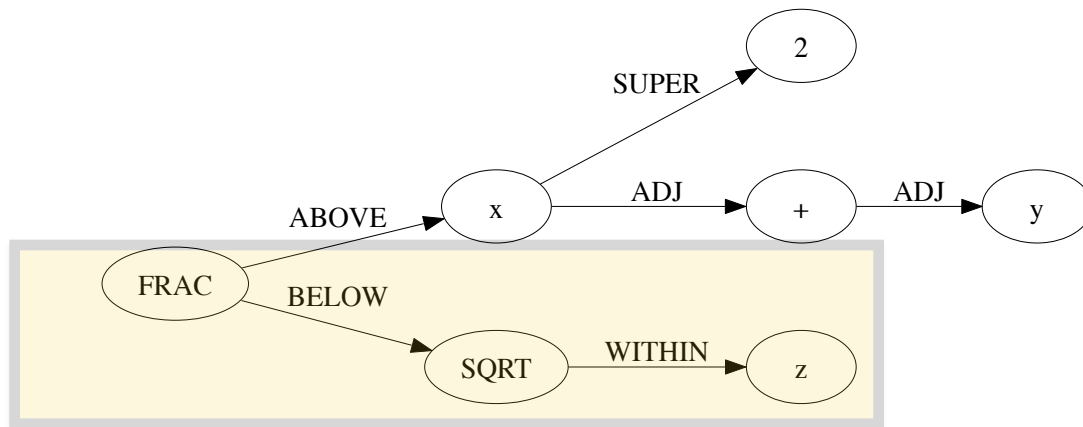 2
SUPER
x ADJ + ADJ y
ABOVE
FRAC
BELOW
SQRT WITHIN z